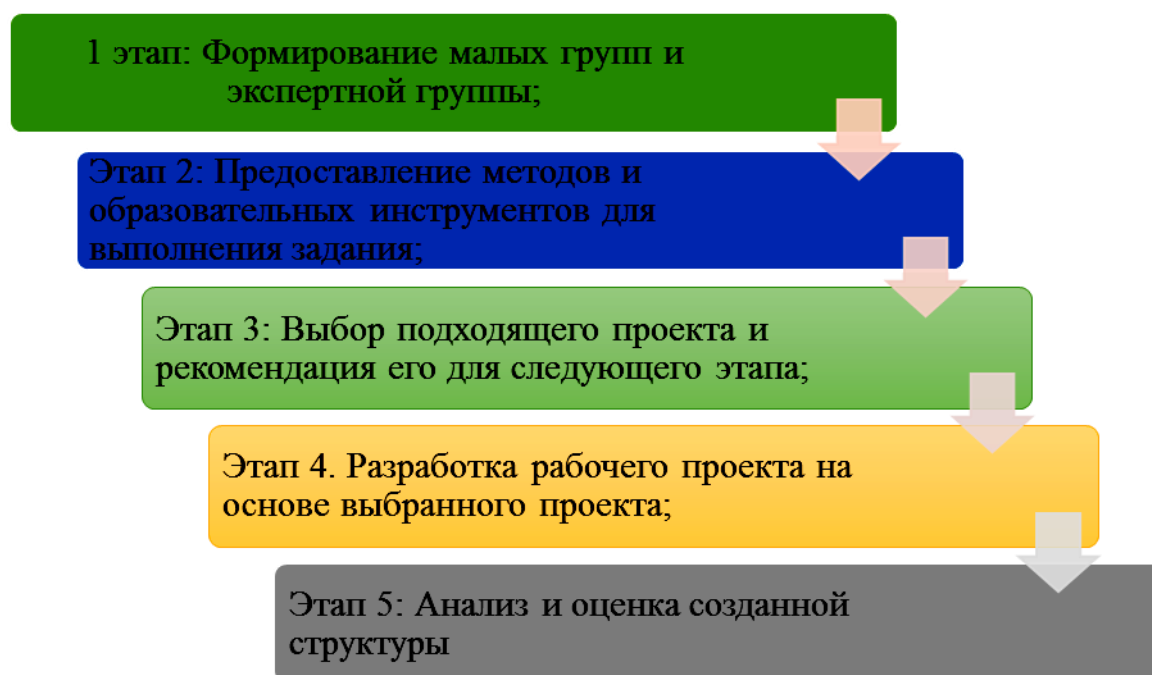 1 этап: Формирование малых групп и
экспертной группы;
Этап 2: Предоставление методов и
образовательных инструментов для
выполнения задания;
Этап 3: Выбор подходящего проекта и
рекомендация его для следующего этапа;
Этап 4. Разработка рабочего проекта на
основе выбранного проекта;
Этап 5: Анализ и оценка созданной
структуры